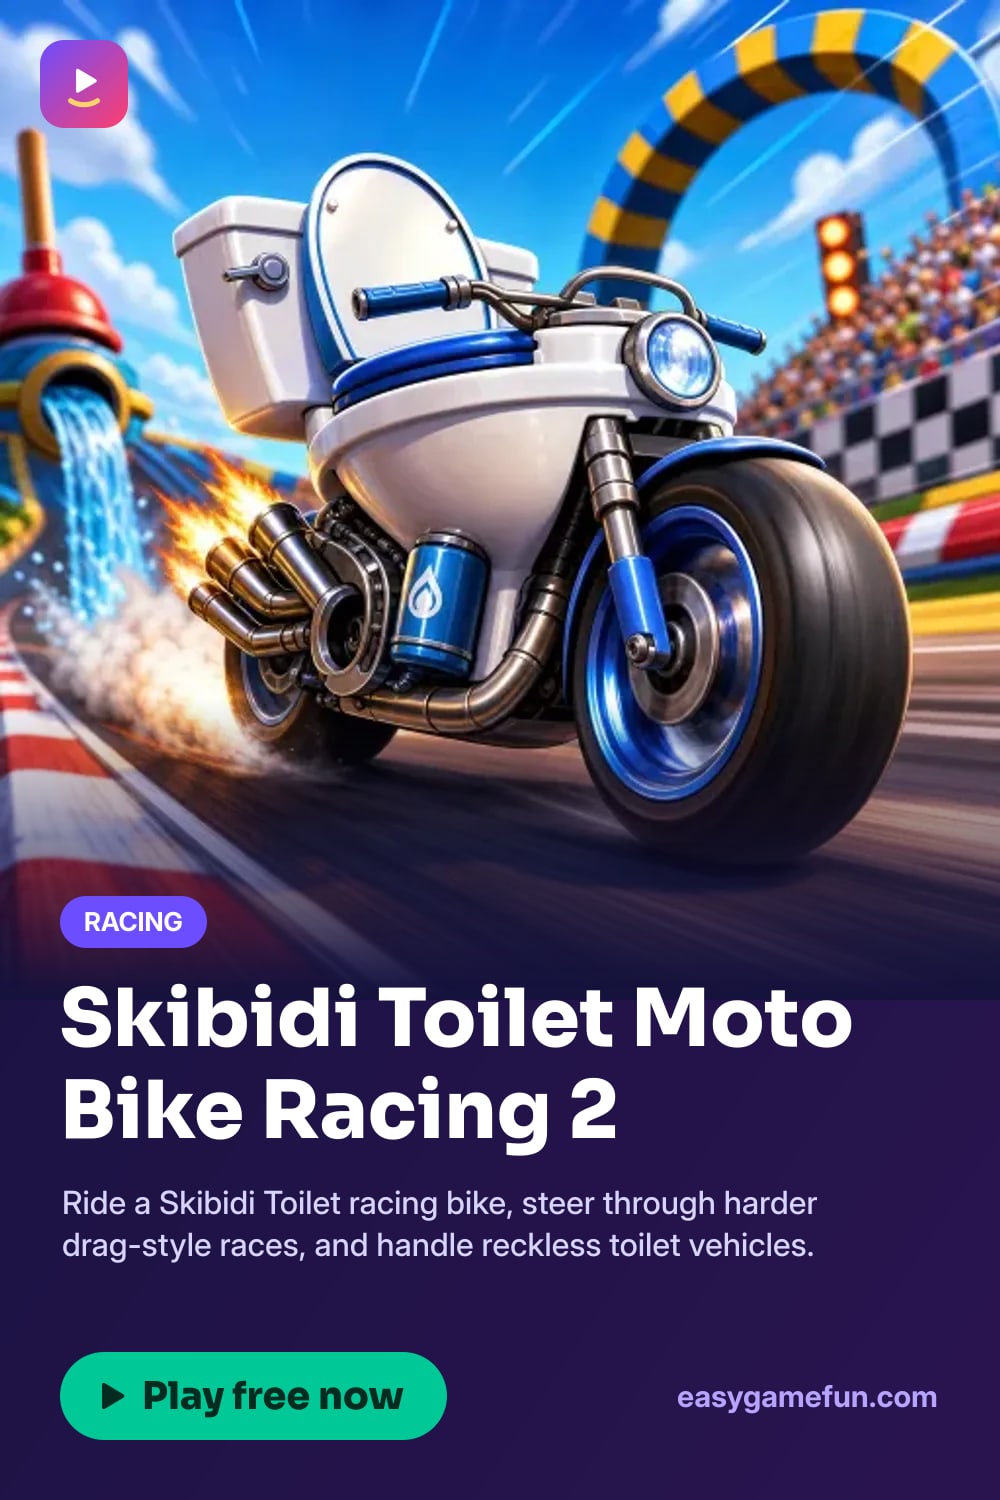 RACING
Skibidi Toilet Moto
Bike Racing 2
Ride a Skibidi Toilet racing bike, steer through harder
drag-style races, and handle reckless toilet vehicles.
Play free now
easygamefun.com